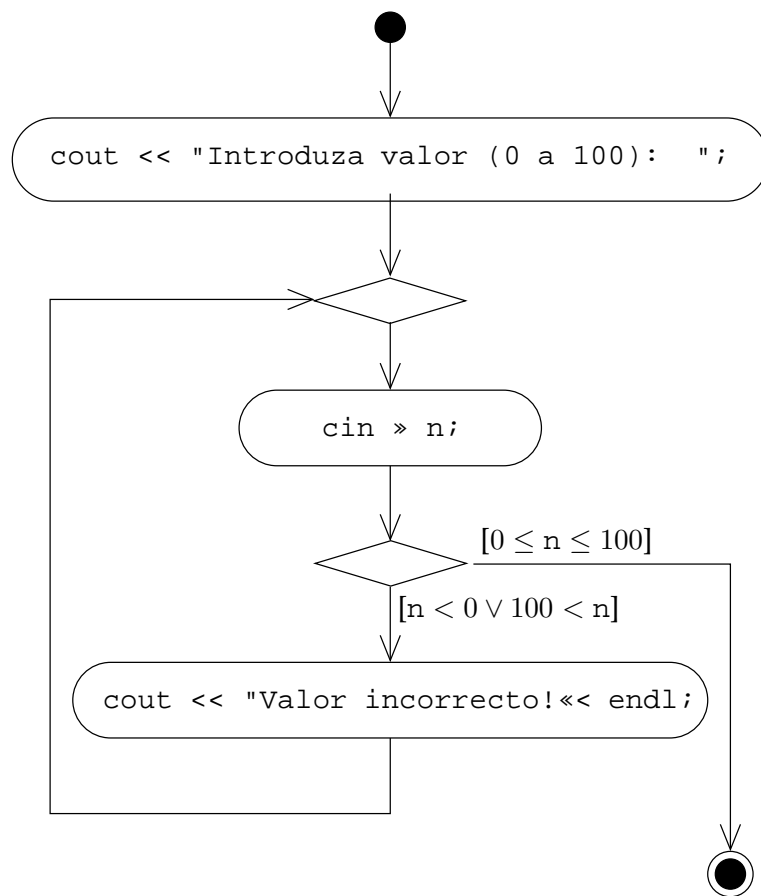 cout << "Introduza valor (0 a 100):  ";
cin » n;
[0 ≤ n ≤ 100]
[n < 0 ∨ 100 < n]
cout << "Valor incorrecto!«< endl;